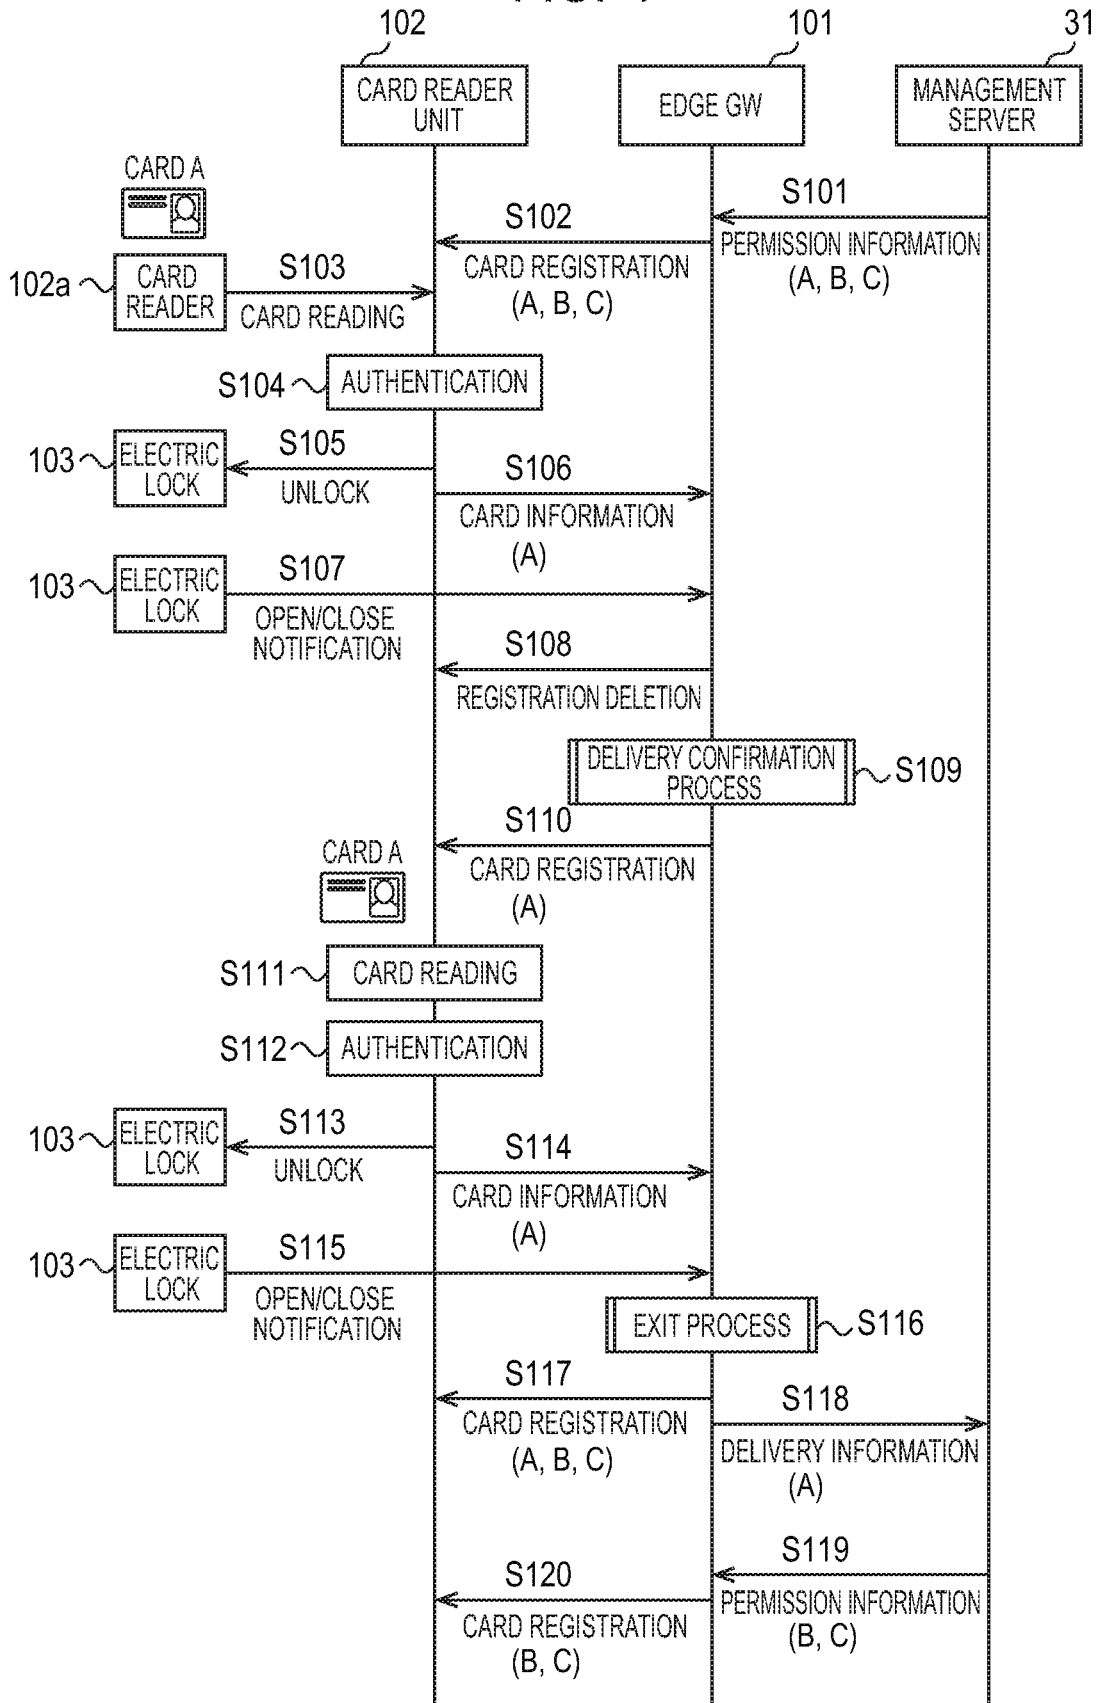 102
101
31
CARD READER
UNIT
EDGE GW
MANAGEMENT
SERVER
CARD A
S101
PERMISSION INFORMATION
(A, B, C)
S102
CARD REGISTRATION
(A, B, C)
102a
CARD
READER
S103
CARD READING
S104
AUTHENTICATION
103
ELECTRIC
LOCK
S105
UNLOCK
S106
CARD INFORMATION
(A)
103
ELECTRIC
LOCK
S107
OPEN/CLOSE
NOTIFICATION
S108
REGISTRATION DELETION
DELIVERY CONFIRMATION
PROCESS
S109
S110
CARD REGISTRATION
(A)
CARD A
S111
CARD READING
S112
AUTHENTICATION
103
ELECTRIC
LOCK
S113
UNLOCK
S114
CARD INFORMATION
(A)
103
ELECTRIC
LOCK
S115
OPEN/CLOSE
NOTIFICATION
EXIT PROCESS
S116
S117
CARD REGISTRATION
(A, B, C)
S118
DELIVERY INFORMATION
(A)
S119
PERMISSION INFORMATION
(B, C)
S120
CARD REGISTRATION
(B, C)